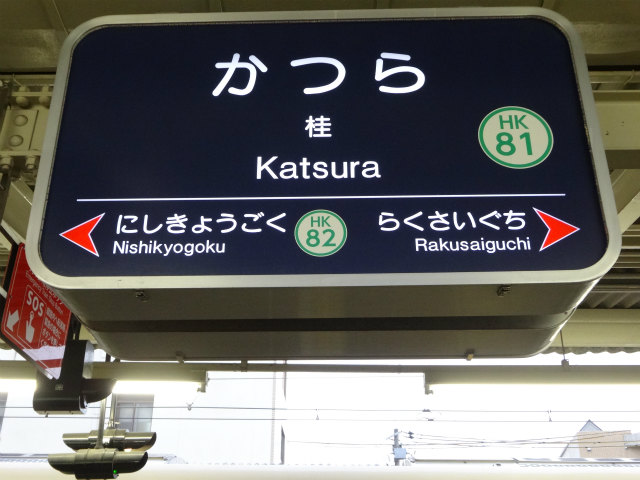 かつら
桂
Katsura
HK
81
にしきょうごく
Nishikyogoku
HK
82
らくさいぐち
Rakusaiguchi
SOS